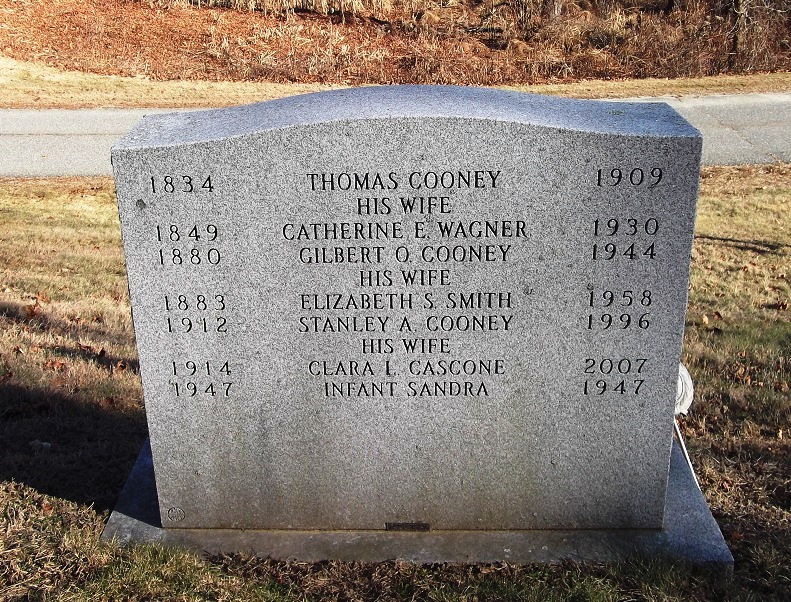 1834 THOMAS COONEY 1909
HIS WIFE
1849 CATHERINE E. WAGNER 1930
1880 GILBERT O. COONEY 1944
HIS WIFE
1883 ELIZABETH S. SMITH 1958
1912 STANLEY A. COONEY 1996
HIS WIFE
1914 CLARA L. CASCONE 2007
1947 INFANT SANDRA 1947